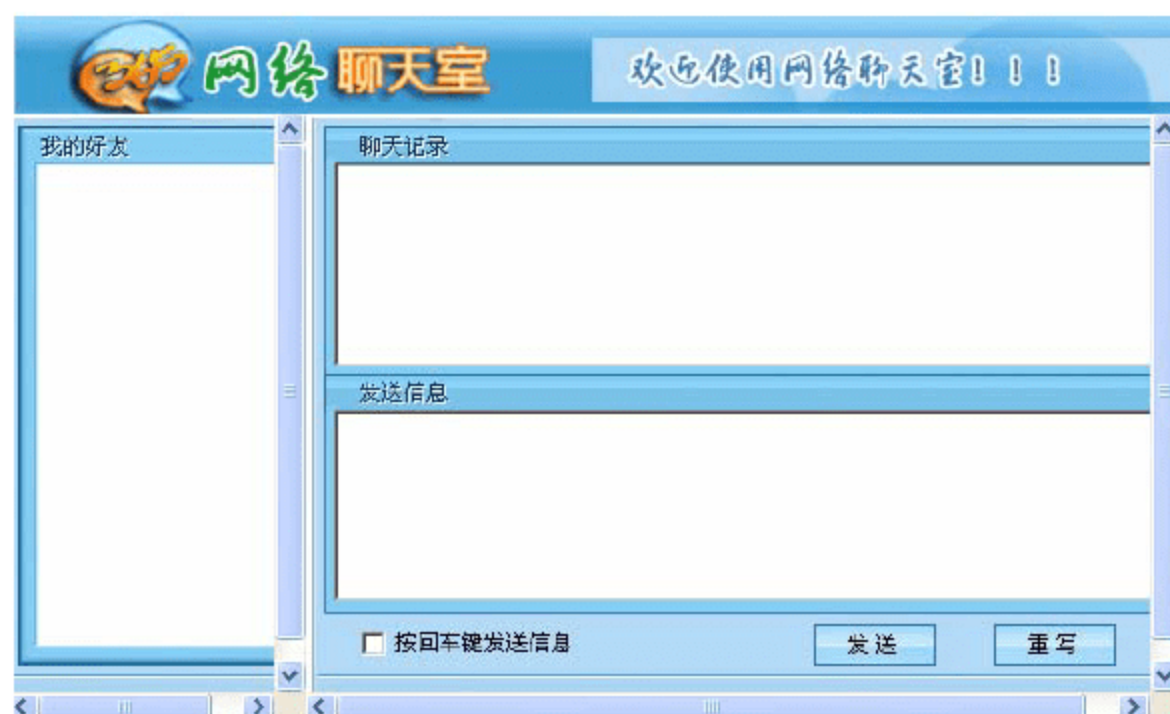 网络聊天室
欢迎使用网络聊天室！！！
我的好友
聊天记录
发送信息
按回车键发送信息
发送
重写